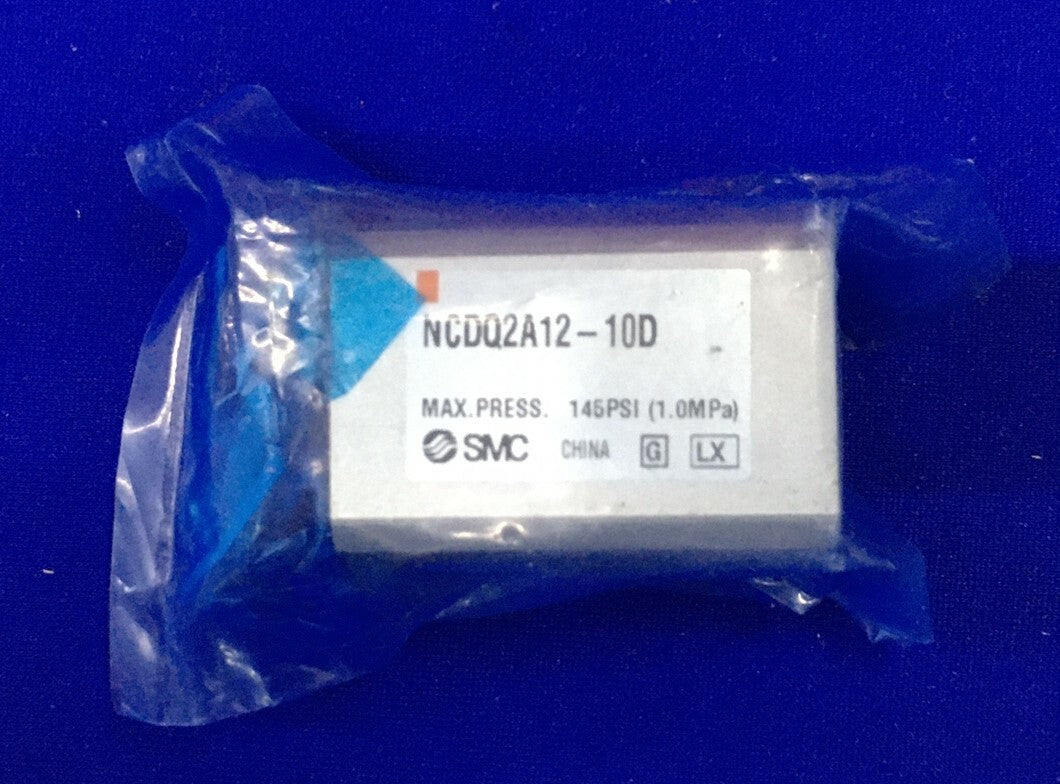 NCDQ2A12-10D
MAX.PRESS. 145PSI (1.0MPa)
SMC CHINA G LX